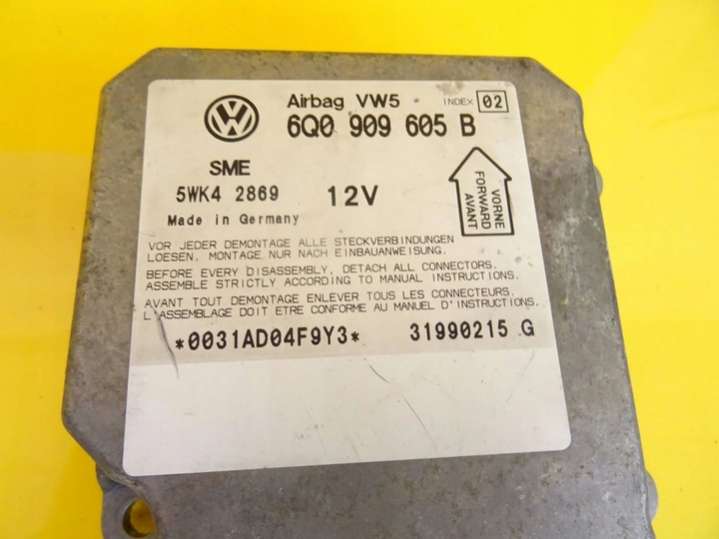 Airbag VW5 INDEX 02
6Q0 909 605 B
SME
5WK4 2869 12V
Made in Germany
VORNE
FORWARD
AVANT
VOR JEDER DEMONTAGE ALLE STECKVERBINDUNGEN
LOESEN, MONTAGE NUR NACH EINBAUANWEISUNG.
BEFORE EVERY DISASSEMBLY, DETACH ALL CONNECTORS.
ASSEMBLE STRICTLY ACCORDING TO MANUAL INSTRUCTIONS.
AVANT TOUT DEMONTAGE ENLEVER TOUS LES CONNECTEURS.
L'ASSEMBLAGE DOIT ETRE CONFORME AU MANUEL D'INSTRUCTIONS.
*0031AD04F9Y3* 31990215 G